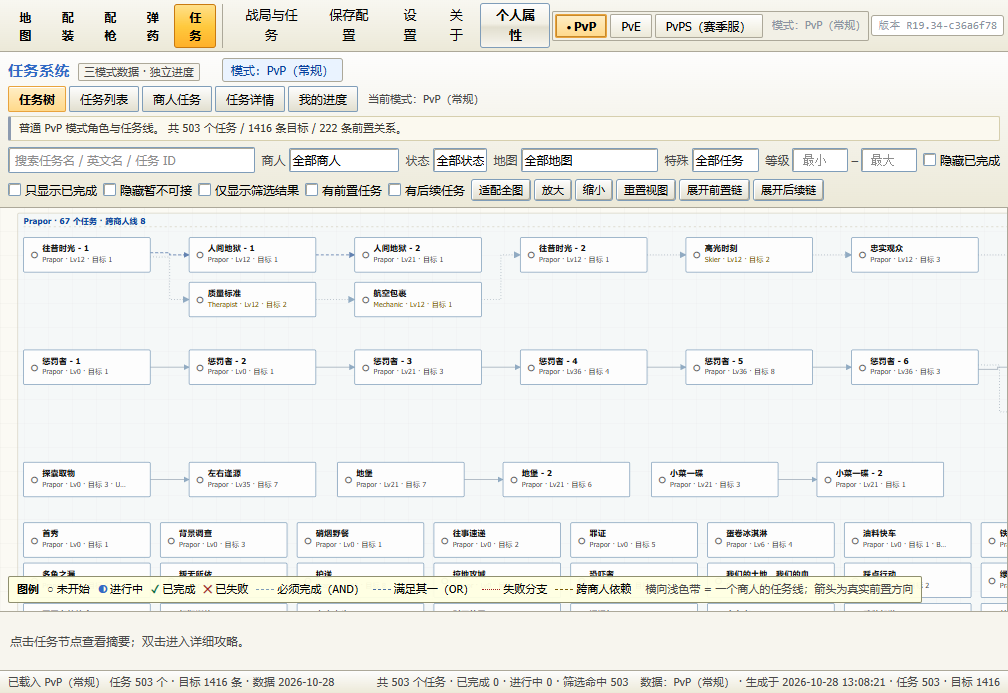 地图 配装 配枪 弹药 任务 战局与任务 保存配置 设置 关于 个人属性 • PvP PvE PvPS（赛季服） 模式：PvP（常规） 版本 R19.34-c36a6f78
任务系统 三模式数据 · 独立进度 模式：PvP（常规）
任务树 任务列表 商人任务 任务详情 我的进度 当前模式：PvP（常规）
普通 PvP 模式角色与任务线。 共 503 个任务 / 1416 条目标 / 222 条前置关系。
搜索任务名 / 英文名 / 任务 ID 商人 全部商人 状态 全部状态 地图 全部地图 特殊 全部任务 等级 最小 – 最大 隐藏已完成
只显示已完成 隐藏暂不可接 仅显示筛选结果 有前置任务 有后续任务 适配全图 放大 缩小 重置视图 展开前置链 展开后续链
Prapor · 67 个任务 · 跨商人线 8
往昔时光 - 1 人间地狱 - 1 人间地狱 - 2 往昔时光 - 2 高光时刻 忠实观众
Prapor · Lv12 · 目标 1 Prapor · Lv12 · 目标 1 Prapor · Lv21 · 目标 1 Prapor · Lv12 · 目标 1 Skier · Lv12 · 目标 2 Prapor · Lv12 · 目标 3
质量标准 航空包裹
Therapist · Lv12 · 目标 2 Mechanic · Lv12 · 目标 1
惩罚者 - 1 惩罚者 - 2 惩罚者 - 3 惩罚者 - 4 惩罚者 - 5 惩罚者 - 6
Prapor · Lv0 · 目标 1 Prapor · Lv0 · 目标 1 Prapor · Lv21 · 目标 3 Prapor · Lv36 · 目标 4 Prapor · Lv36 · 目标 8 Prapor · Lv36 · 目标 3
探囊取物 左右逢源 地堡 地堡 - 2 小菜一碟 小菜一碟 - 2
Prapor · Lv0 · 目标 3 · U... Prapor · Lv35 · 目标 7 Prapor · Lv21 · 目标 7 Prapor · Lv21 · 目标 6 Prapor · Lv21 · 目标 3 Prapor · Lv21 · 目标 1
首秀 背景调查 硝烟野餐 往事速递 罪证 蛋卷冰淇淋 油料快车
Prapor · Lv0 · 目标 1 Prapor · Lv0 · 目标 3 Prapor · Lv0 · 目标 1 Prapor · Lv0 · 目标 2 Prapor · Lv0 · 目标 5 Prapor · Lv6 · 目标 4 Prapor · Lv0 · 目标 1 · B...
图例 未开始 进行中 已完成 已失败 必须完成（AND） 满足其一（OR） 失败分支 跨商人依赖 横向浅色带 = 一个商人的任务线；箭头为真实前置方向
点击任务节点查看摘要；双击进入详细攻略。
已载入 PvP（常规） 任务 503 个 · 目标 1416 条 · 数据 2026-10-28 共 503 个任务 · 已完成 0 · 进行中 0 · 筛选命中 503 数据：PvP（常规） · 生成于 2026-10-28 13:08:21 · 任务 503 · 目标 1416